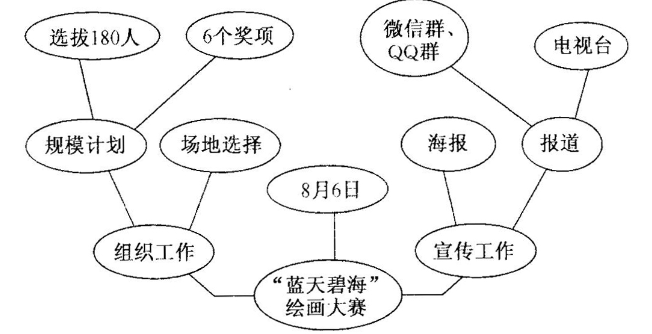 选拔180人
6个奖项
微信群、
QQ群
电视台
规模计划
场地选择
海报
报道
8月6日
组织工作
宣传工作
“蓝天碧海”
绘画大赛